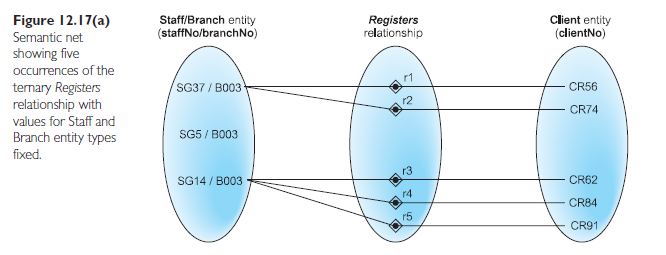 Figure 12.17(a)
Semantic net
showing five
occurrences of the
ternary Registers
relationship with
values for Staff and
Branch entity types
fixed.
Staff/Branch entity
(staffNo/branchNo)
Registers
relationship
Client entity
(clientNo)
SG37 / B003
r1
CR56
r2
CR74
SG5 / B003
SG14 / B003
r3
CR62
r4
CR84
r5
CR91